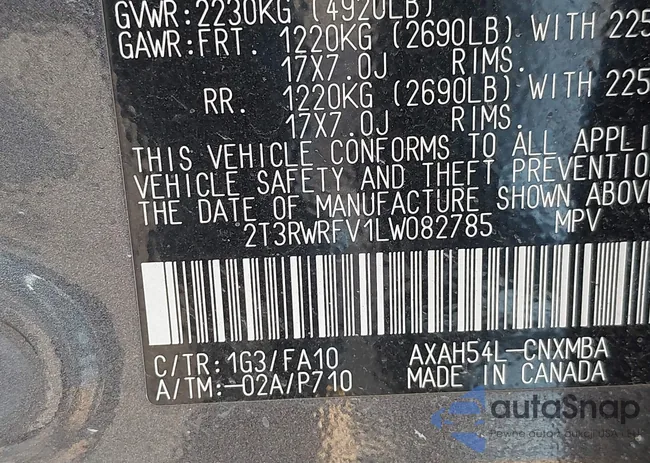 GVWR:2230KG (4920LB)
GAWR:FRT. 1220KG (2690LB) WITH 225
17X7.0J RIMS.
RR. 1220KG (2690LB) WITH 225
17X7.0J RIMS.
THIS VEHICLE CONFORMS TO ALL APPLI
VEHICLE SAFETY AND THEFT PREVENTIO
THE DATE OF MANUFACTURE SHOWN ABOV
2T3RWRFV1LW082785 MPV
C/TR:1G3/FA10 AXAH54L-CNXMBA
A/TM:-02A/P710 MADE IN CANADA
autoSnap